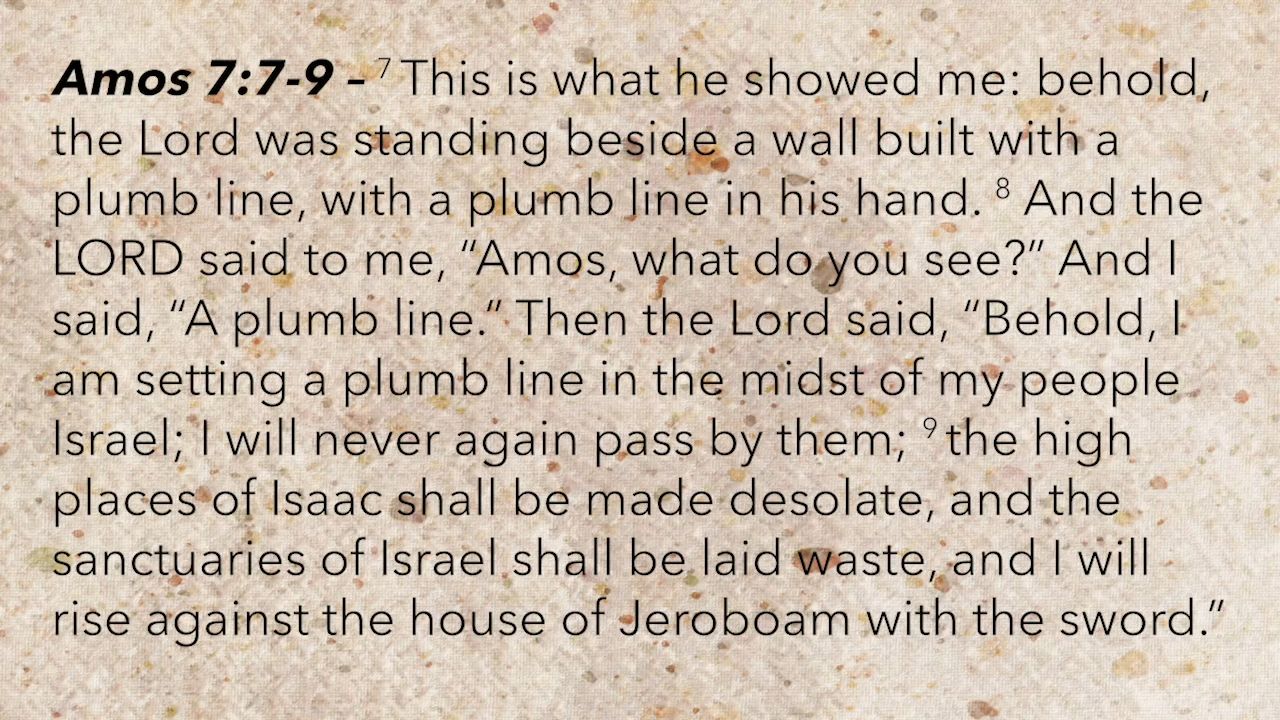 Amos 7:7-9 – 7 This is what he showed me: behold,
the Lord was standing beside a wall built with a
plumb line, with a plumb line in his hand. 8 And the
LORD said to me, “Amos, what do you see?” And I
said, “A plumb line.” Then the Lord said, “Behold, I
am setting a plumb line in the midst of my people
Israel; I will never again pass by them; 9 the high
places of Isaac shall be made desolate, and the
sanctuaries of Israel shall be laid waste, and I will
rise against the house of Jeroboam with the sword.”